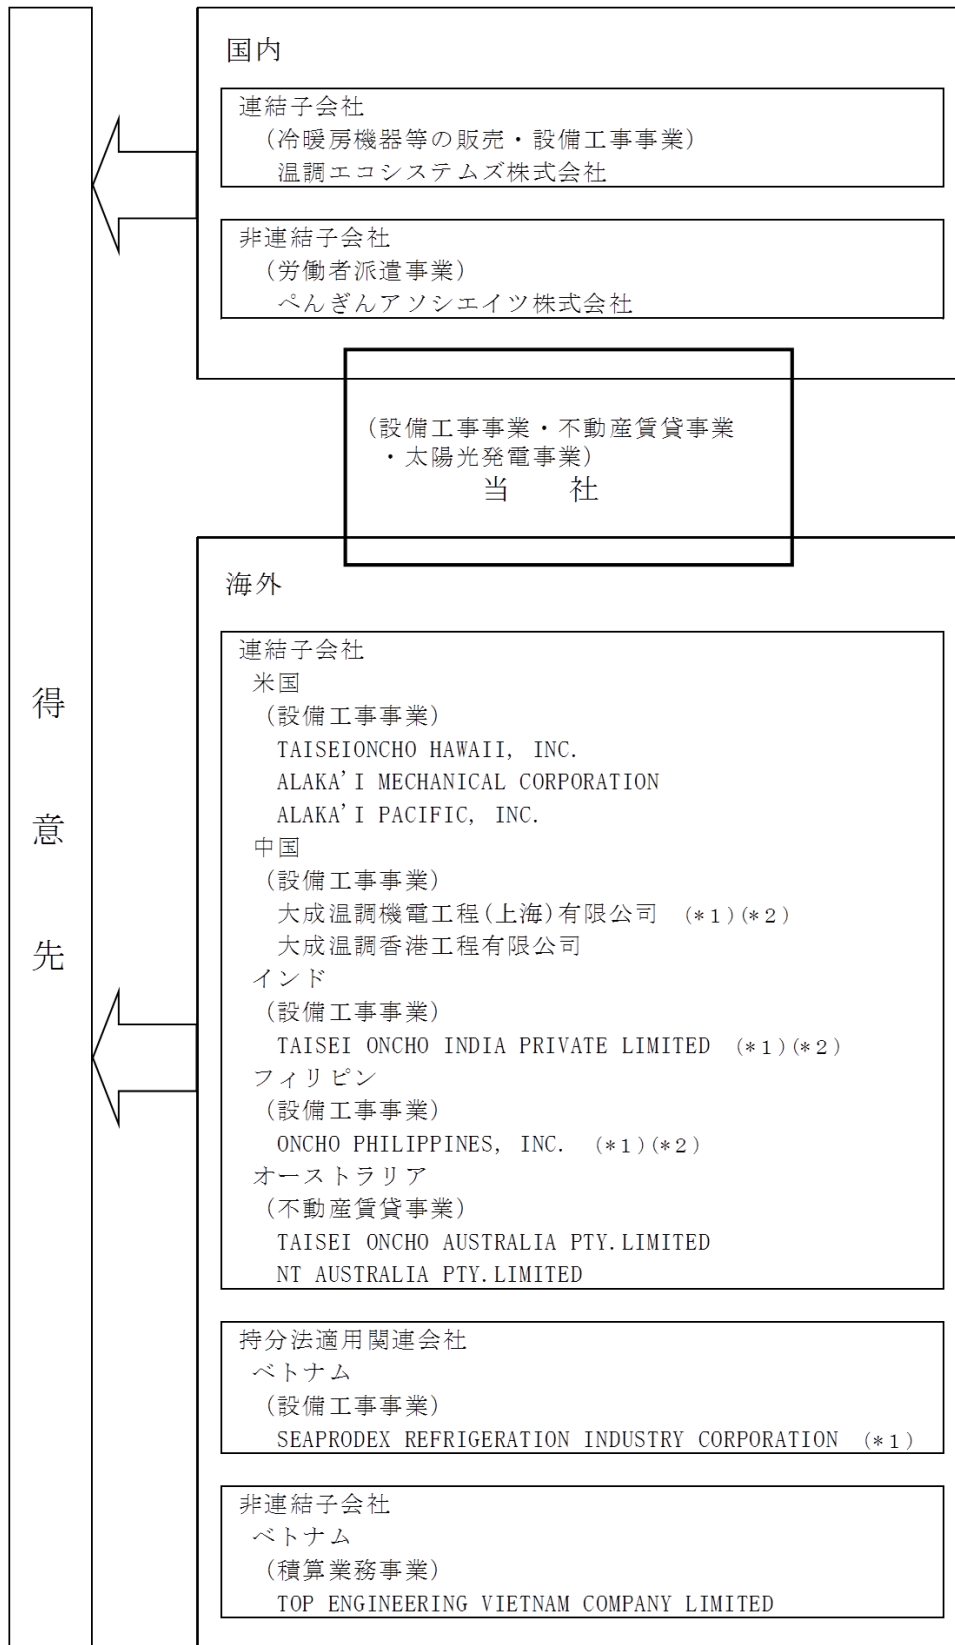 国内
連結子会社
(冷暖房機器等の販売・設備工事事業)
温調エコシステムズ株式会社
非連結子会社
(労働者派遣事業)
ぺんぎんアソシエイツ株式会社
(設備工事事業・不動産賃貸事業
・太陽光発電事業)
当　社
海外
連結子会社
米国
(設備工事事業)
TAISEIONCHO HAWAII, INC.
ALAKA'I MECHANICAL CORPORATION
ALAKA'I PACIFIC, INC.
中国
(設備工事事業)
大成温調機電工程(上海)有限公司 (*1)(*2)
大成温調香港工程有限公司
インド
(設備工事事業)
TAISEI ONCHO INDIA PRIVATE LIMITED (*1)(*2)
フィリピン
(設備工事事業)
ONCHO PHILIPPINES, INC. (*1)(*2)
オーストラリア
(不動産賃貸事業)
TAISEI ONCHO AUSTRALIA PTY.LIMITED
NT AUSTRALIA PTY.LIMITED
持分法適用関連会社
ベトナム
(設備工事事業)
SEAPRODEX REFRIGERATION INDUSTRY CORPORATION (*1)
非連結子会社
ベトナム
(積算業務事業)
TOP ENGINEERING VIETNAM COMPANY LIMITED
得意先